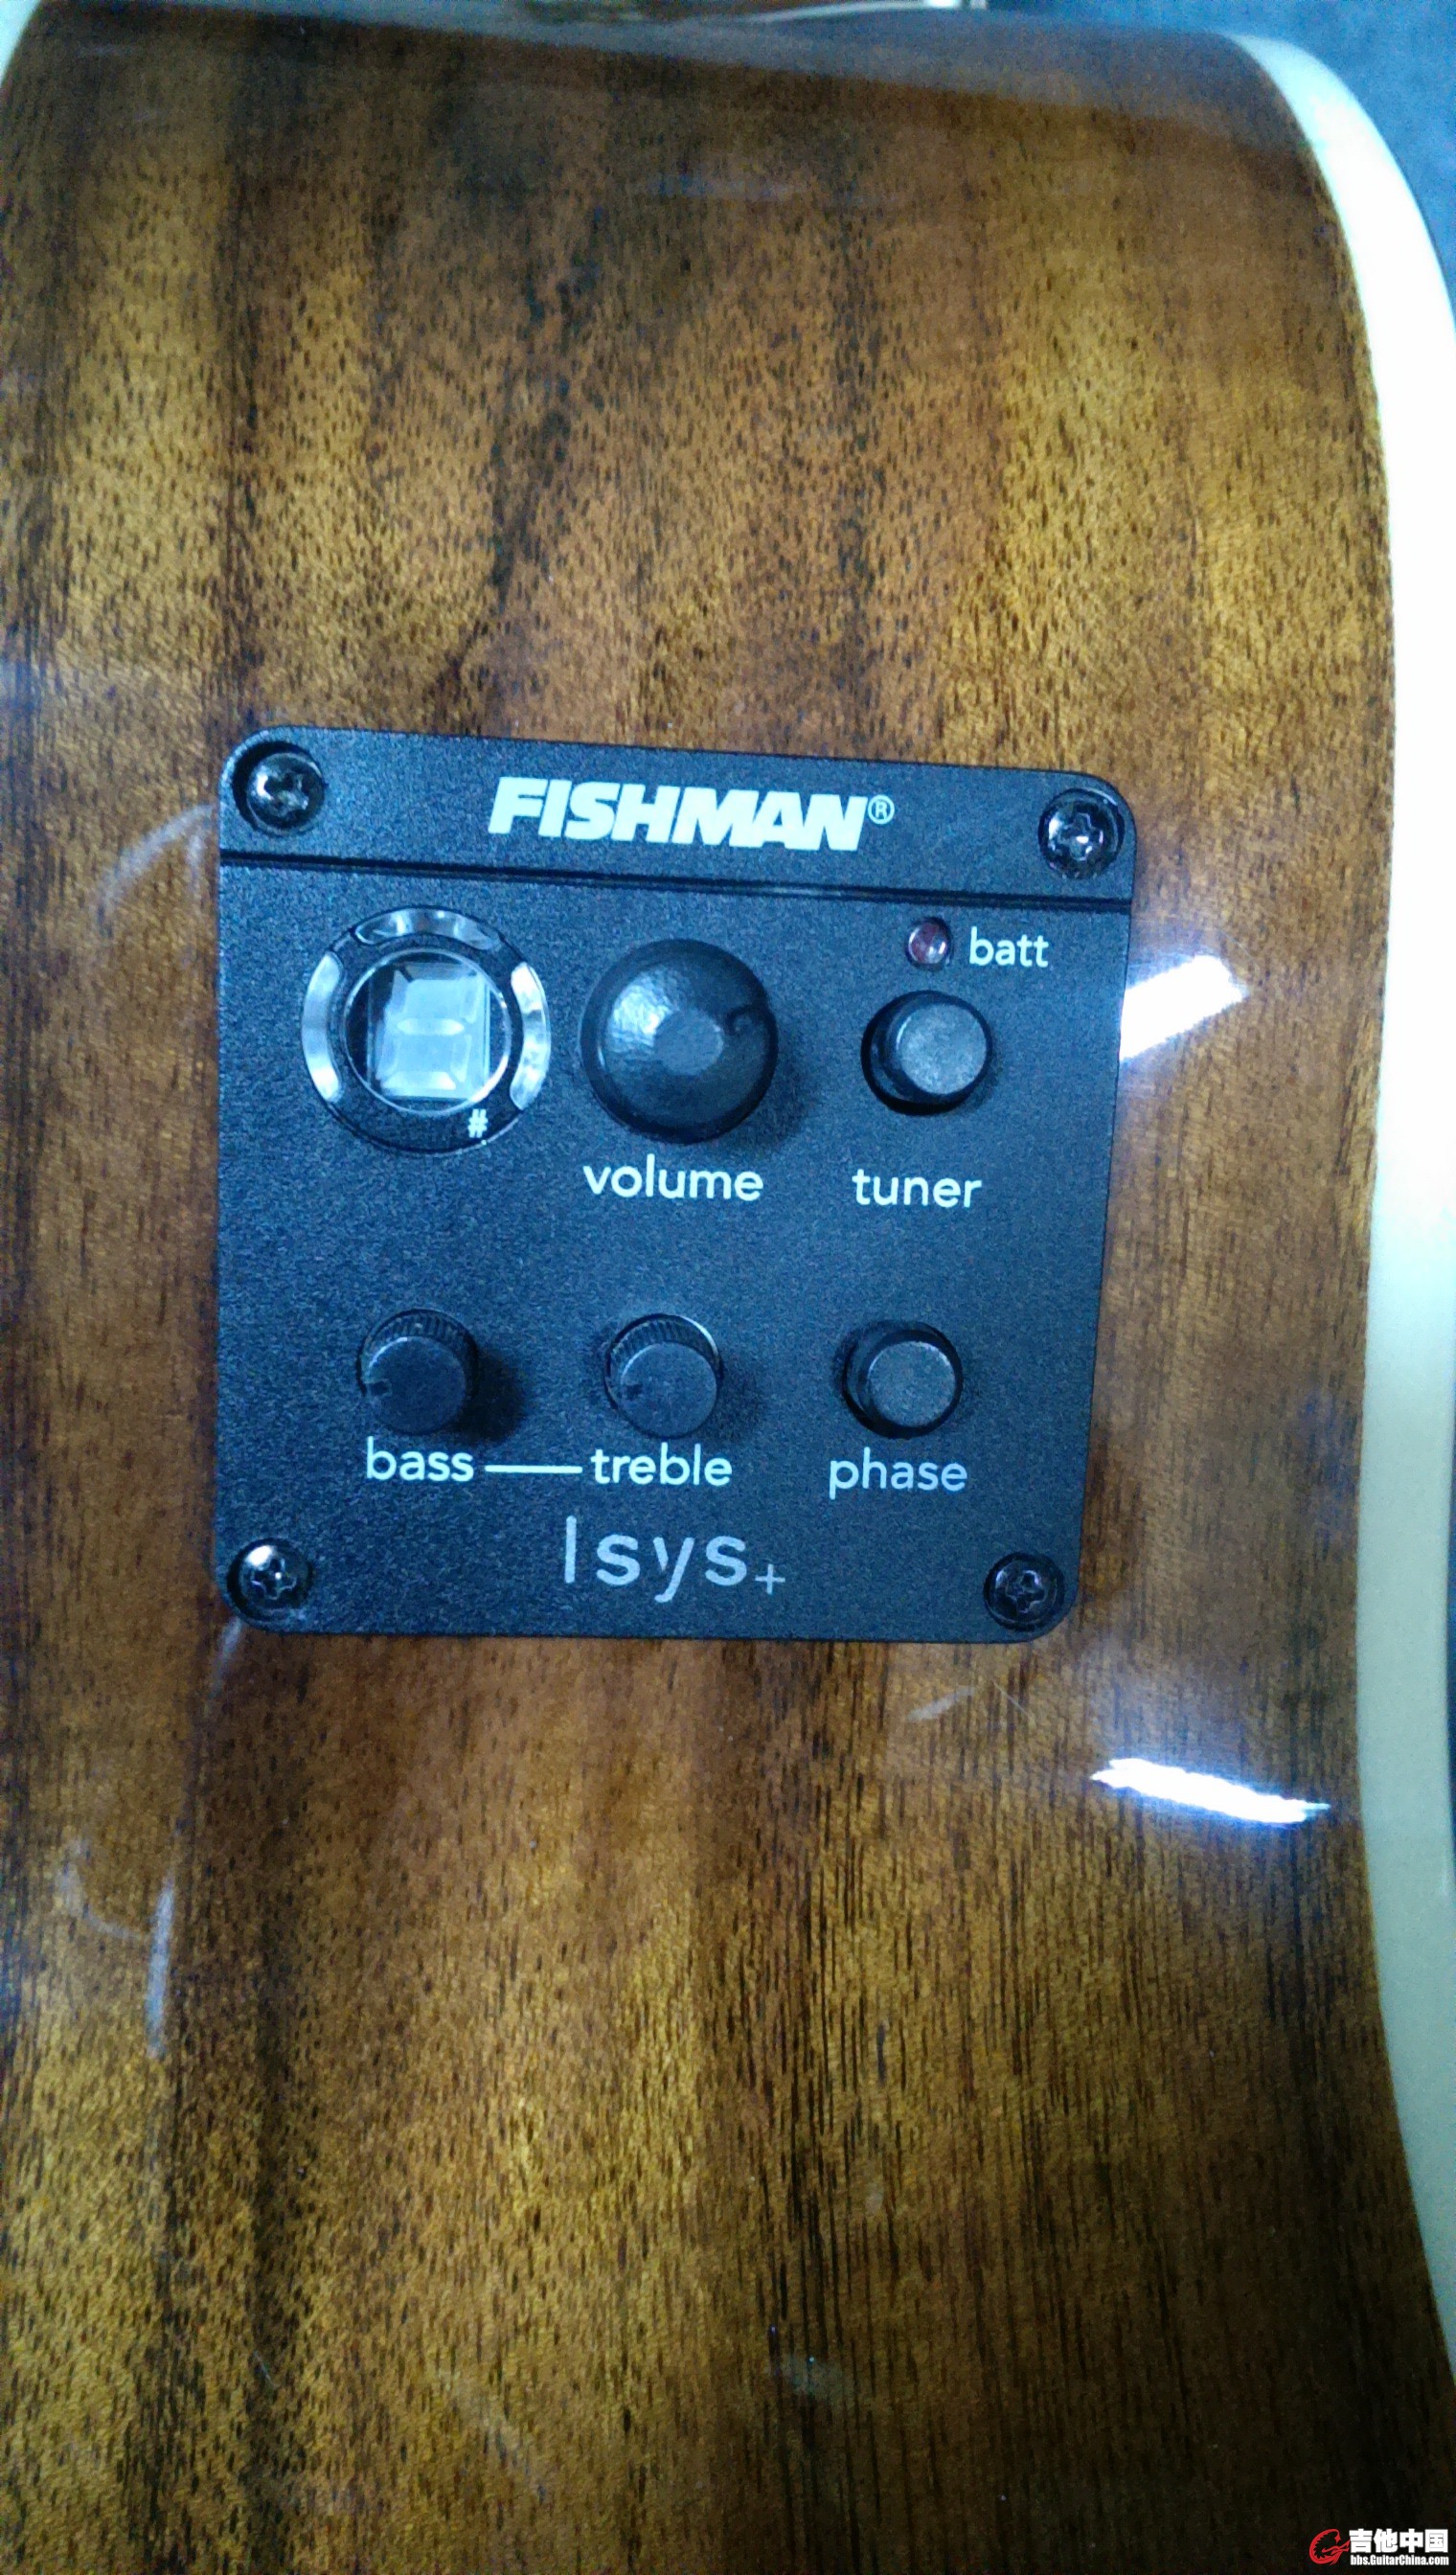 FISHMAN®
batt
#
volume
tuner
bass
treble
phase
Isys+
吉他中国
bbs.GuitarChina.com